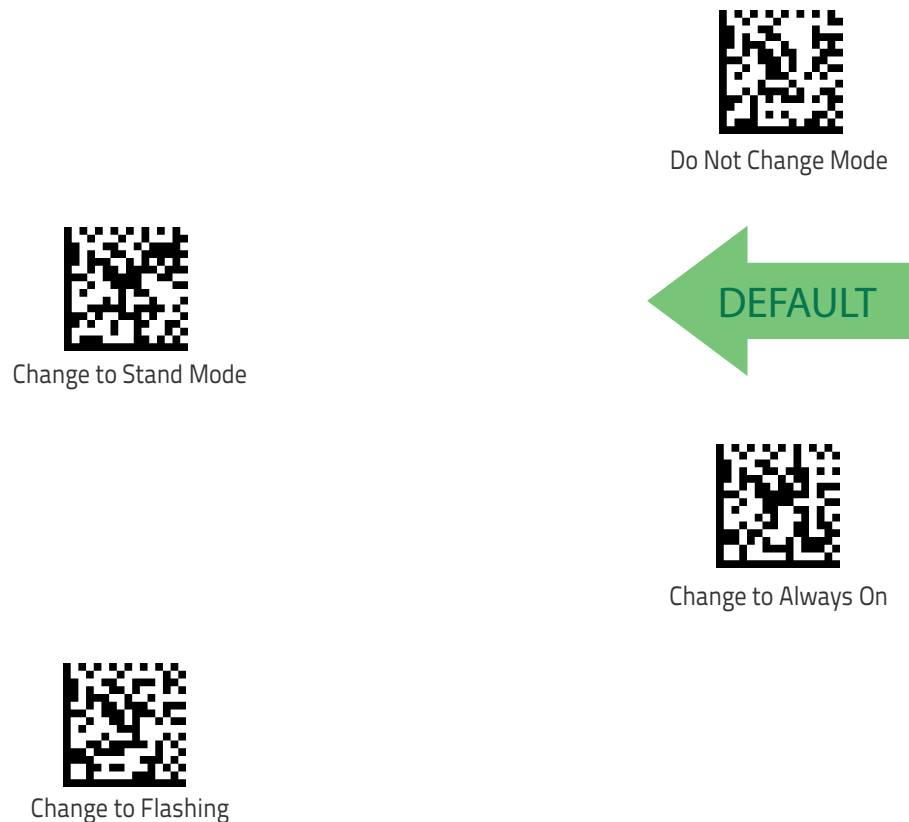 Do Not Change Mode
Change to Stand Mode
DEFAULT
Change to Always On
Change to Flashing